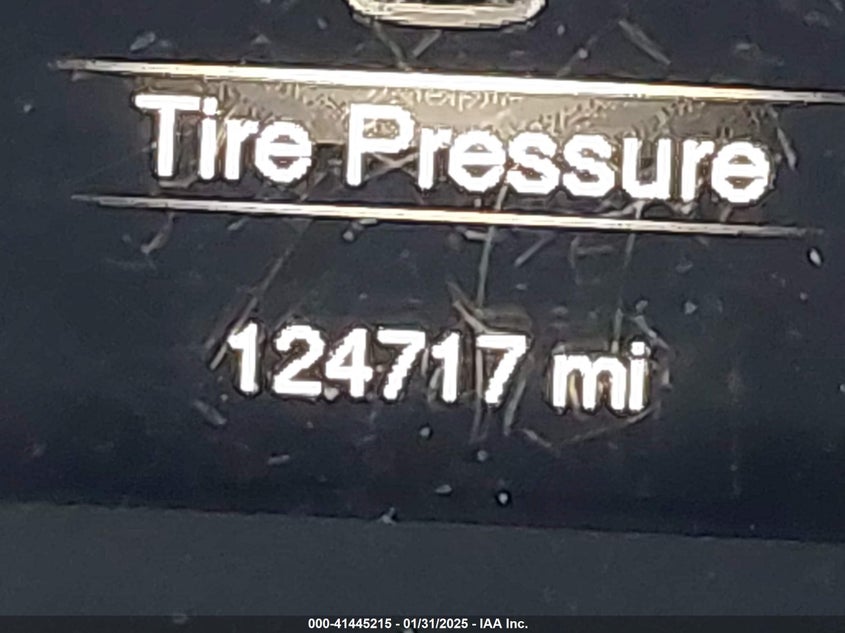 Tire Pressure
124717 mi
000-41445215 - 01/31/2025 - IAA Inc.